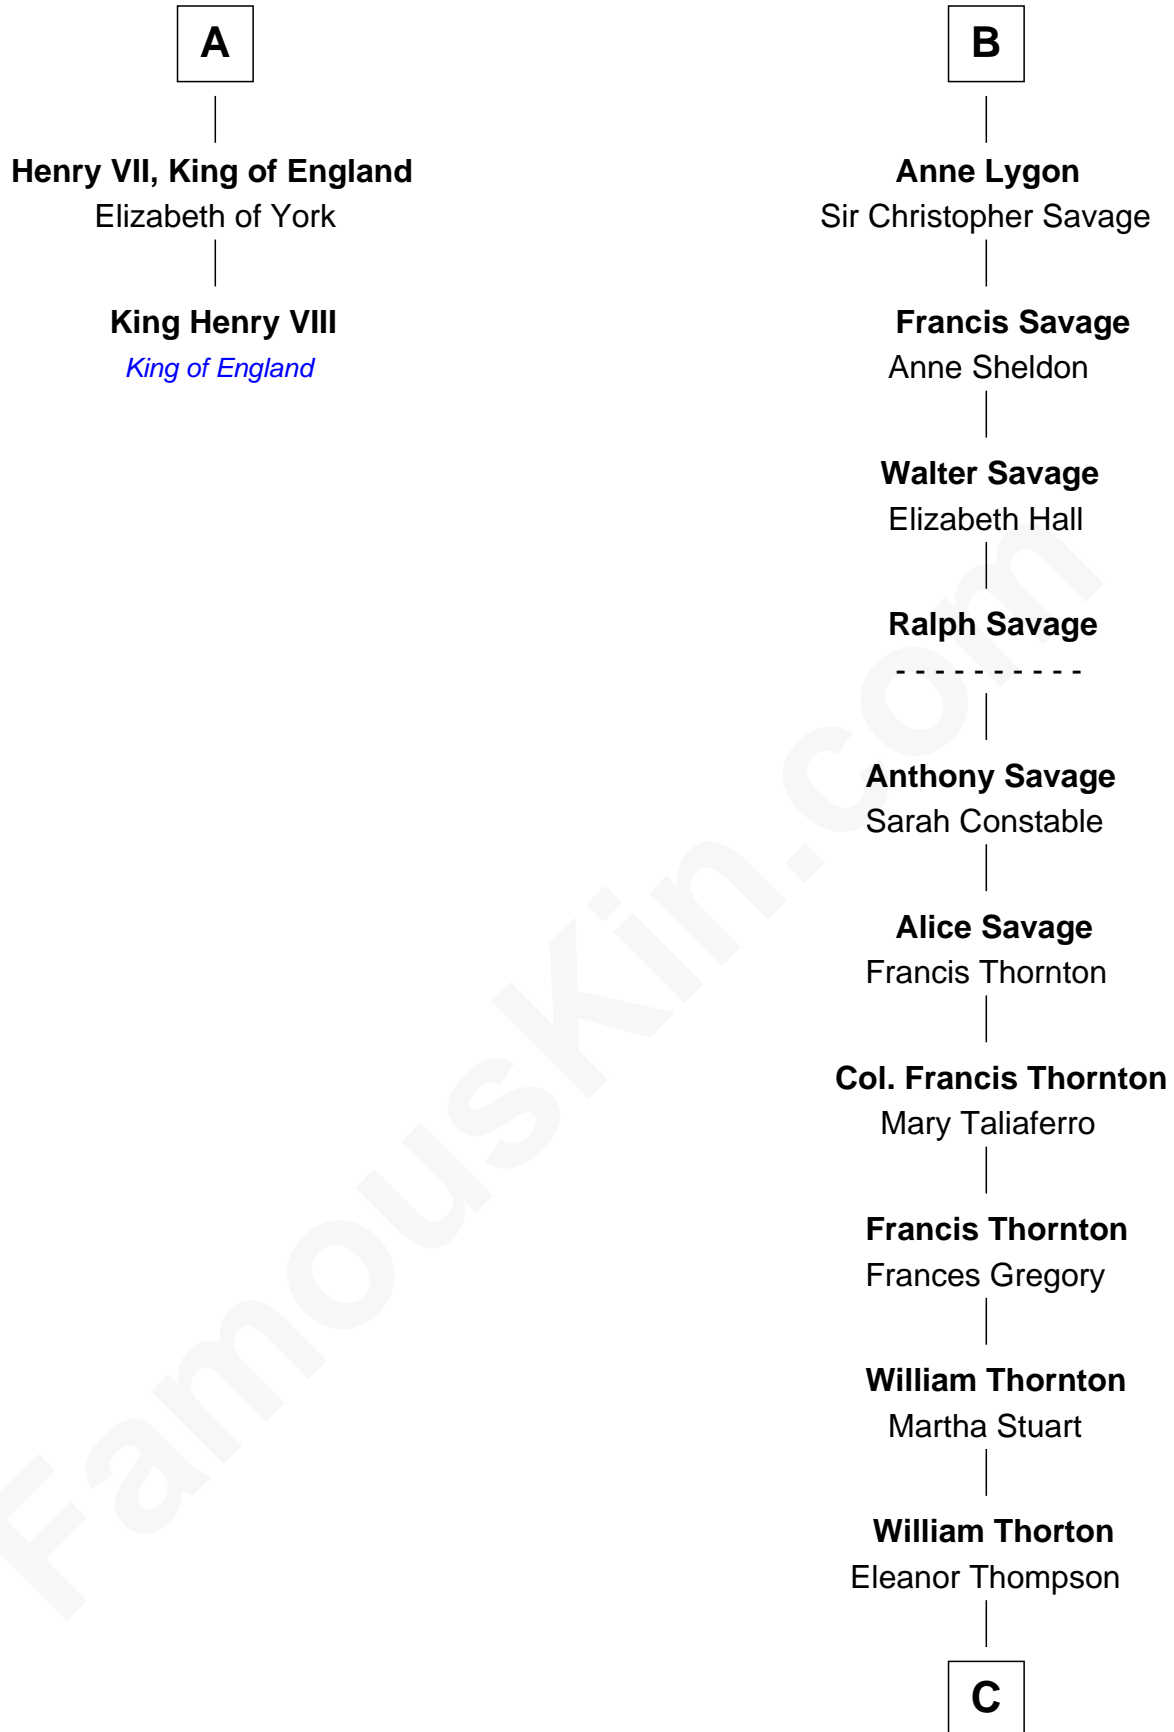 A
Henry VII, King of England
Elizabeth of York
King Henry VIII
King of England
B
Anne Lygon
Sir Christopher Savage
Francis Savage
Anne Sheldon
Walter Savage
Elizabeth Hall
Ralph Savage
- - - - - - - - - -
Anthony Savage
Sarah Constable
Alice Savage
Francis Thornton
Col. Francis Thornton
Mary Taliaferro
Francis Thornton
Frances Gregory
William Thornton
Martha Stuart
William Thorton
Eleanor Thompson
C
FamousKin.com